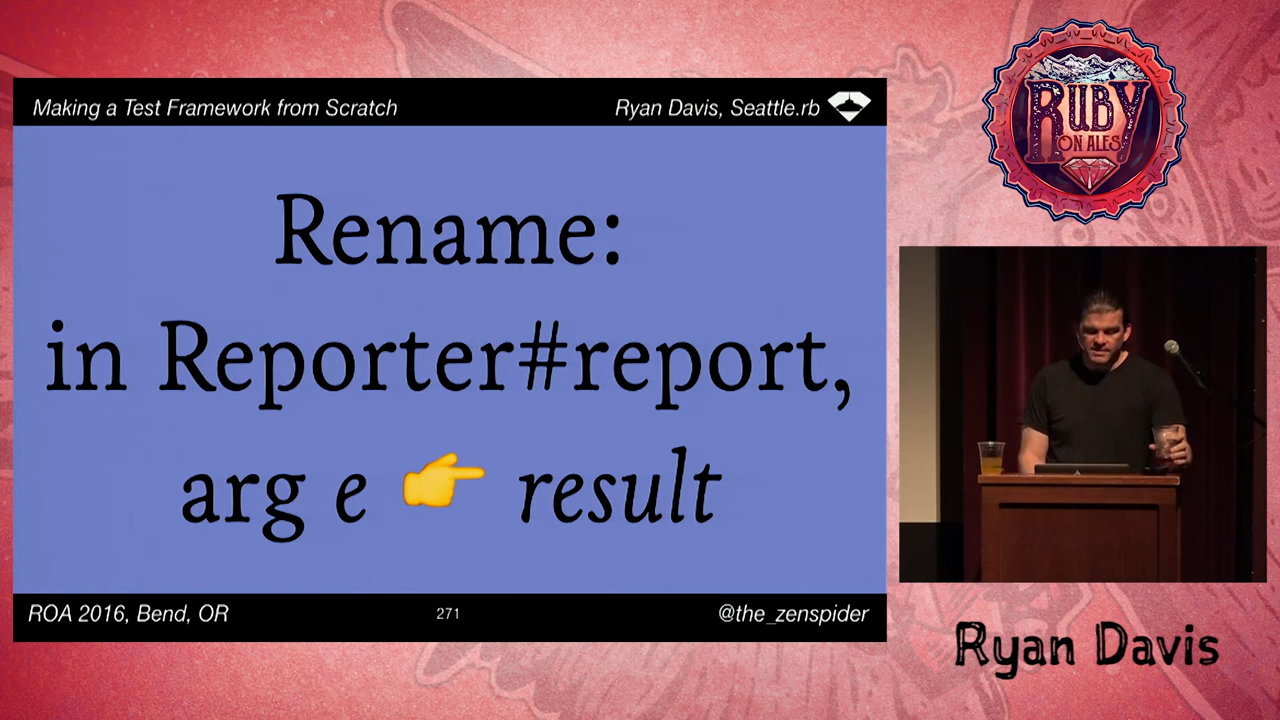 Making a Test Framework from Scratch
Ryan Davis, Seattle.rb
Rename:
in Reporter#report,
arg e 👉 result
ROA 2016, Bend, OR
271
@the_zenspider
RUBY
ON ALES
Ryan Davis